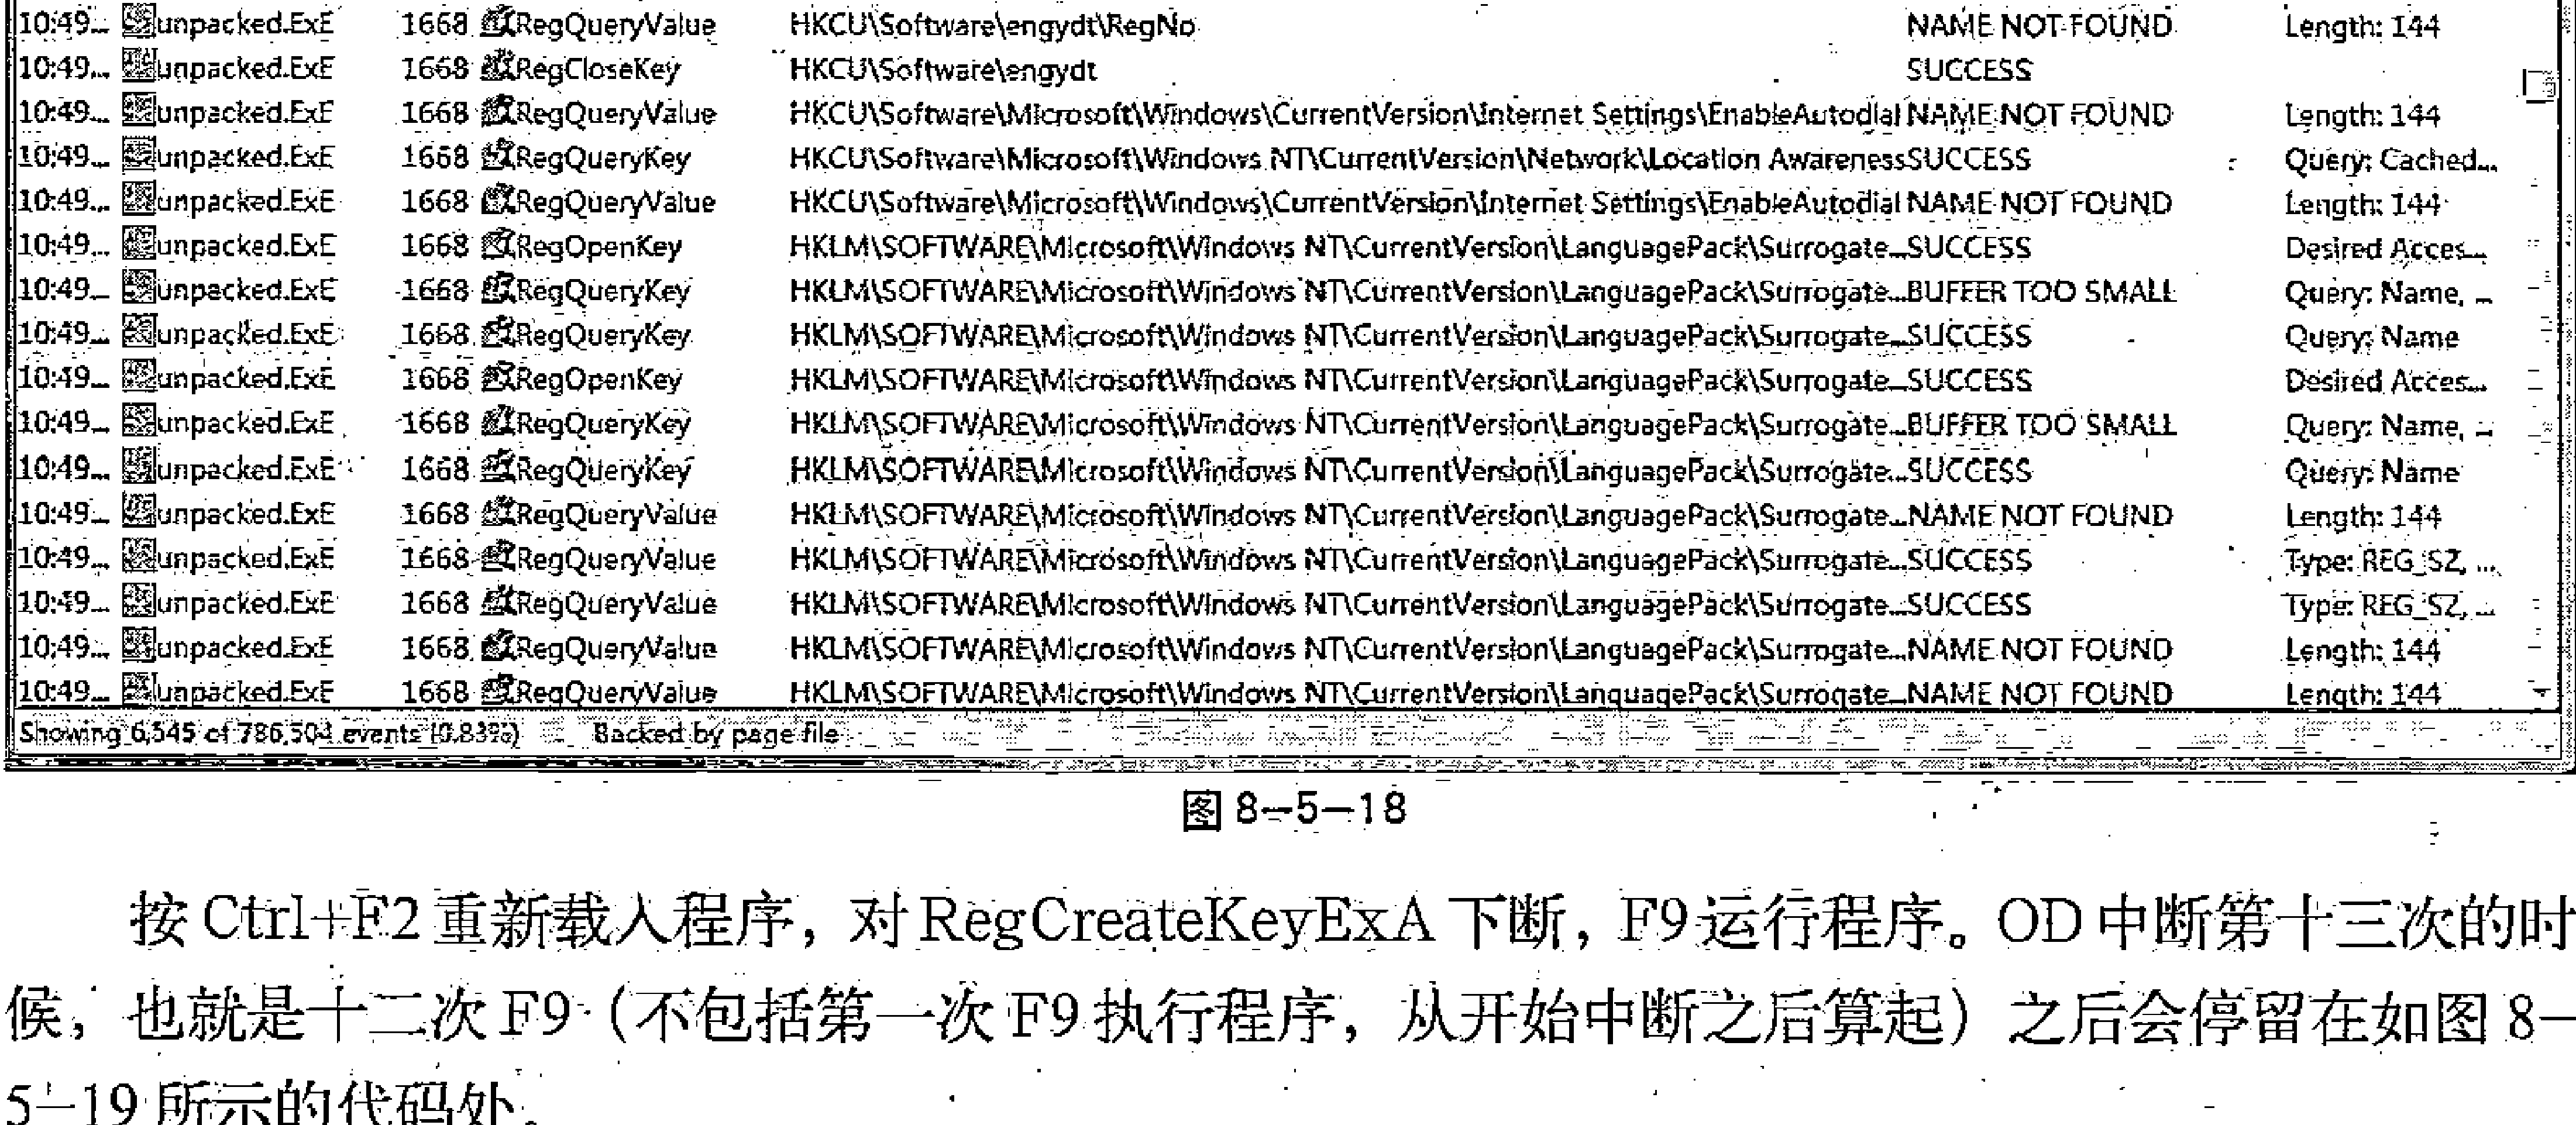 10:49... unpacked.ExE 1668 RegQueryValue HKCU\Software\engydt\RegNo NAME NOT FOUND Length: 144
10:49... unpacked.ExE 1668 RegCloseKey HKCU\Software\engydt SUCCESS
10:49... unpacked.ExE 1668 RegQueryValue HKCU\Software\Microsoft\Windows\CurrentVersion\Internet Settings\EnableAutodial NAME NOT FOUND Length: 144
10:49... unpacked.ExE 1668 RegQueryKey HKCU\Software\Microsoft\Windows NT\CurrentVersion\Network\Location Awareness SUCCESS Query: Cached...
10:49... unpacked.ExE 1668 RegQueryValue HKCU\Software\Microsoft\Windows\CurrentVersion\Internet Settings\EnableAutodial NAME NOT FOUND Length: 144
10:49... unpacked.ExE 1668 RegOpenKey HKLM\SOFTWARE\Microsoft\Windows NT\CurrentVersion\LanguagePack\Surrogate... SUCCESS Desired Acces...
10:49... unpacked.ExE 1668 RegQueryKey HKLM\SOFTWARE\Microsoft\Windows NT\CurrentVersion\LanguagePack\Surrogate... BUFFER TOO SMALL Query: Name, ...
10:49... unpacked.ExE 1668 RegQueryKey HKLM\SOFTWARE\Microsoft\Windows NT\CurrentVersion\LanguagePack\Surrogate... SUCCESS Query: Name
10:49... unpacked.ExE 1668 RegOpenKey HKLM\SOFTWARE\Microsoft\Windows NT\CurrentVersion\LanguagePack\Surrogate... SUCCESS Desired Acces...
10:49... unpacked.ExE 1668 RegQueryKey HKLM\SOFTWARE\Microsoft\Windows NT\CurrentVersion\LanguagePack\Surrogate... BUFFER TOO SMALL Query: Name, ...
10:49... unpacked.ExE 1668 RegQueryKey HKLM\SOFTWARE\Microsoft\Windows NT\CurrentVersion\LanguagePack\Surrogate... SUCCESS Query: Name
10:49... unpacked.ExE 1668 RegQueryValue HKLM\SOFTWARE\Microsoft\Windows NT\CurrentVersion\LanguagePack\Surrogate... NAME NOT FOUND Length: 144
10:49... unpacked.ExE 1668 RegQueryValue HKLM\SOFTWARE\Microsoft\Windows NT\CurrentVersion\LanguagePack\Surrogate... SUCCESS Type: REG_SZ, ...
10:49... unpacked.ExE 1668 RegQueryValue HKLM\SOFTWARE\Microsoft\Windows NT\CurrentVersion\LanguagePack\Surrogate... SUCCESS Type: REG_SZ, ...
10:49... unpacked.ExE 1668 RegQueryValue HKLM\SOFTWARE\Microsoft\Windows NT\CurrentVersion\LanguagePack\Surrogate... NAME NOT FOUND Length: 144
10:49... unpacked.ExE 1668 RegQueryValue HKLM\SOFTWARE\Microsoft\Windows NT\CurrentVersion\LanguagePack\Surrogate... NAME NOT FOUND Length: 144
Showing 6,545 of 786,504 events (0.83%) Backed by page file
图 8-5-18
按 Ctrl+F2 重新载入程序，对 RegCreateKeyExA 下断，F9 运行程序。OD 中断第十三次的时
候，也就是十二次 F9（不包括第一次 F9 执行程序，从开始中断之后算起）之后会停留在如图 8-
5-19 所示的代码处。